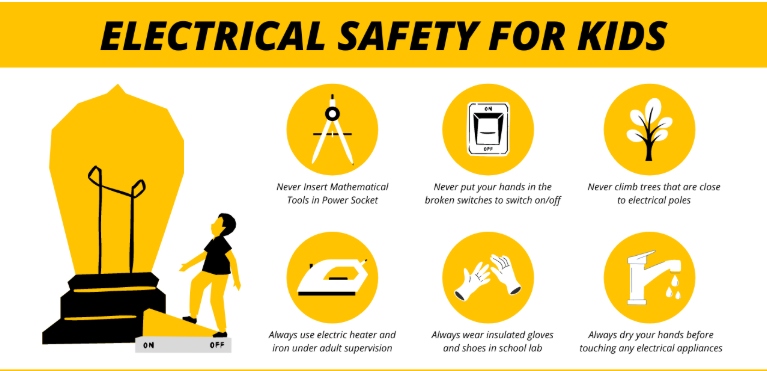 ELECTRICAL SAFETY FOR KIDS
ON
OFF
Never Insert Mathematical
Tools in Power Socket
ON
OFF
Never put your hands in the
broken switches to switch on/off
Never climb trees that are close
to electrical poles
Always use electric heater and
iron under adult supervision
Always wear insulated gloves
and shoes in school lab
Always dry your hands before
touching any electrical appliances